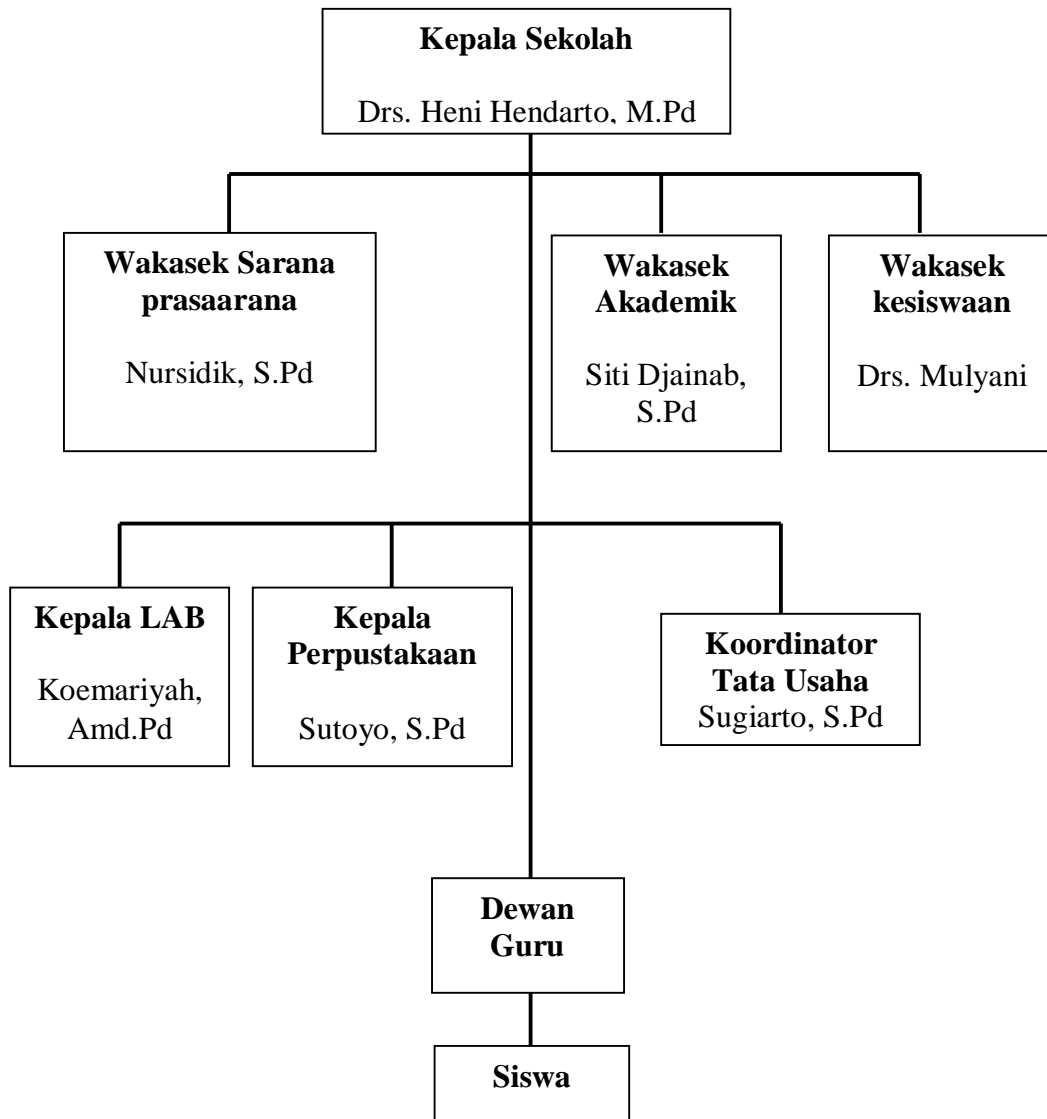 Kepala Sekolah
Drs. Heni Hendarto, M.Pd
Wakasek Sarana
prasaarana
Nursidik, S.Pd
Wakasek
Akademik
Siti Djainab,
S.Pd
Wakasek
kesiswaan
Drs. Mulyani
Kepala LAB
Koemariyah,
Amd.Pd
Kepala
Perpustakaan
Sutoyo, S.Pd
Koordinator
Tata Usaha
Sugiarto, S.Pd
Dewan
Guru
Siswa